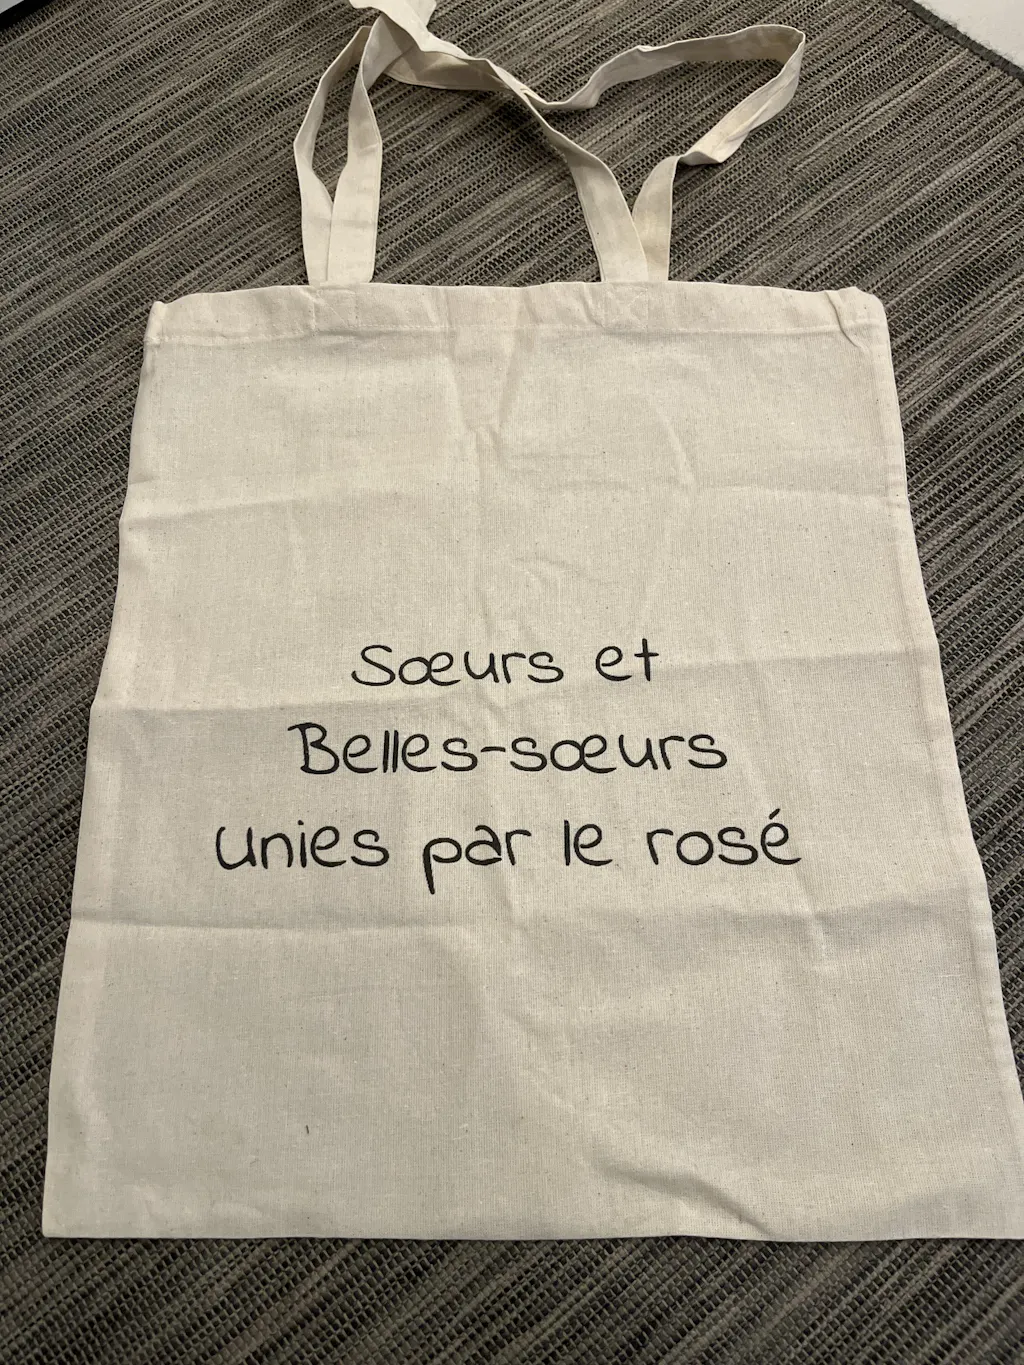 Sœurs et
Belles-sœurs
unies par le rosé